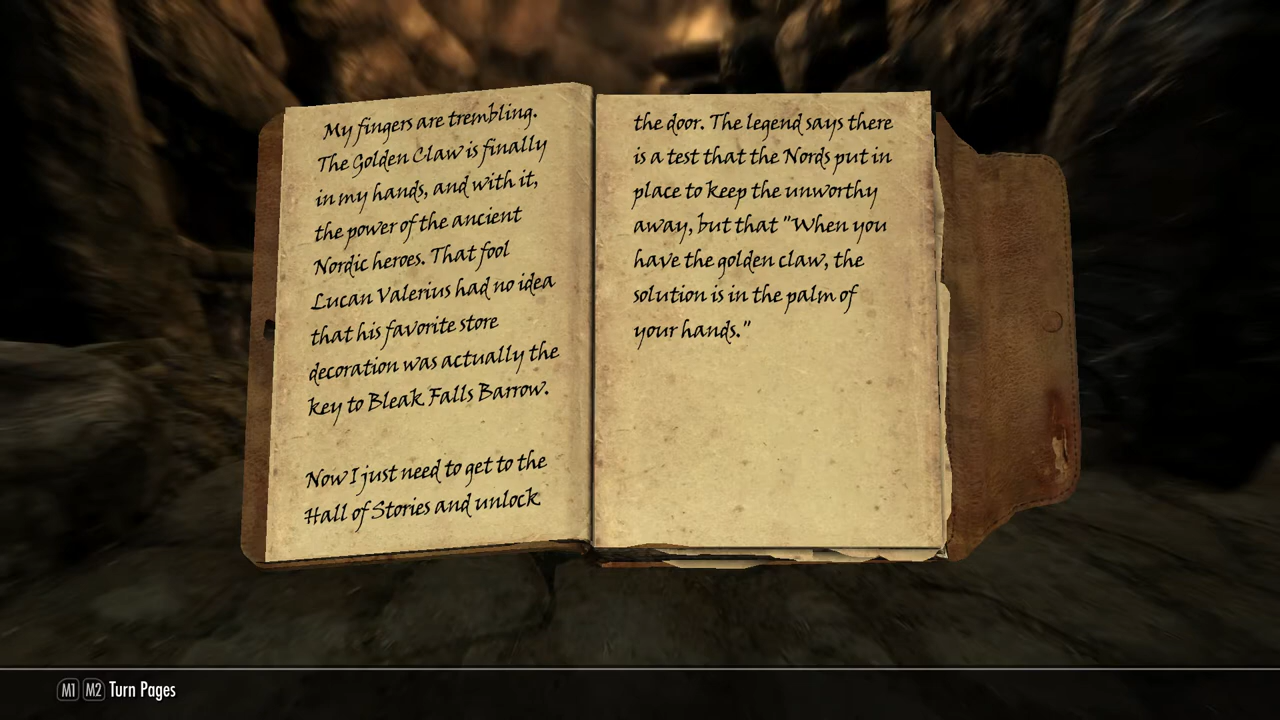 My fingers are trembling.
The Golden Claw is finally
in my hands, and with it,
the power of the ancient
Nordic heroes. That fool
Lucan Valerius had no idea
that his favorite store
decoration was actually the
key to Bleak Falls Barrow.
Now I just need to get to the
Hall of Stories and unlock
the door. The legend says there
is a test that the Nords put in
place to keep the unworthy
away, but that "When you
have the golden claw, the
solution is in the palm of
your hands."
M1 M2 Turn Pages